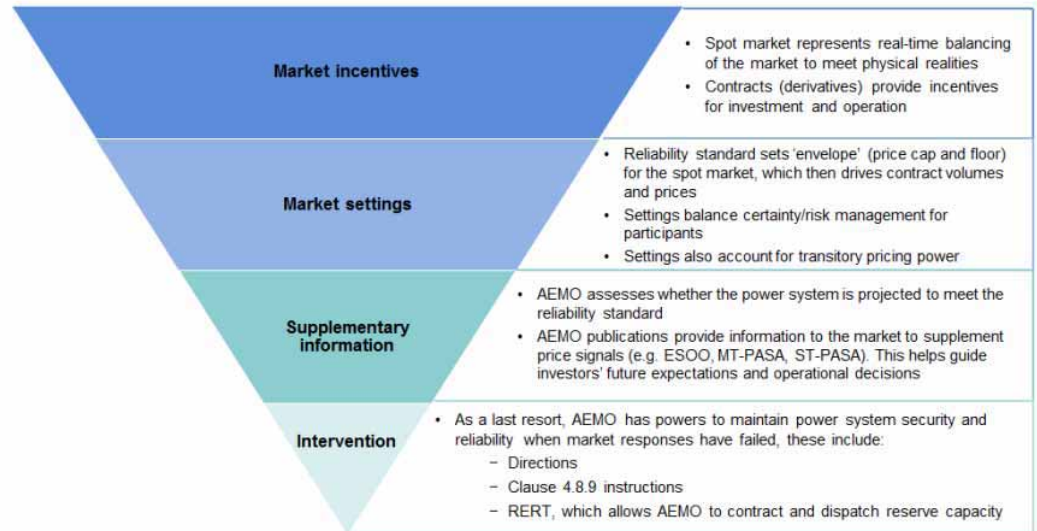 Market incentives
• Spot market represents real-time balancing
of the market to meet physical realities
• Contracts (derivatives) provide incentives
for investment and operation
Market settings
• Reliability standard sets 'envelope' (price cap and floor)
for the spot market, which then drives contract volumes
and prices
• Settings balance certainty/risk management for
participants
• Settings also account for transitory pricing power
Supplementary
information
• AEMO assesses whether the power system is projected to meet the
reliability standard
• AEMO publications provide information to the market to supplement
price signals (e.g. ESOO, MT-PASA, ST-PASA). This helps guide
investors' future expectations and operational decisions
Intervention
• As a last resort, AEMO has powers to maintain power system security and
reliability when market responses have failed, these include:
− Directions
− Clause 4.8.9 instructions
− RERT, which allows AEMO to contract and dispatch reserve capacity